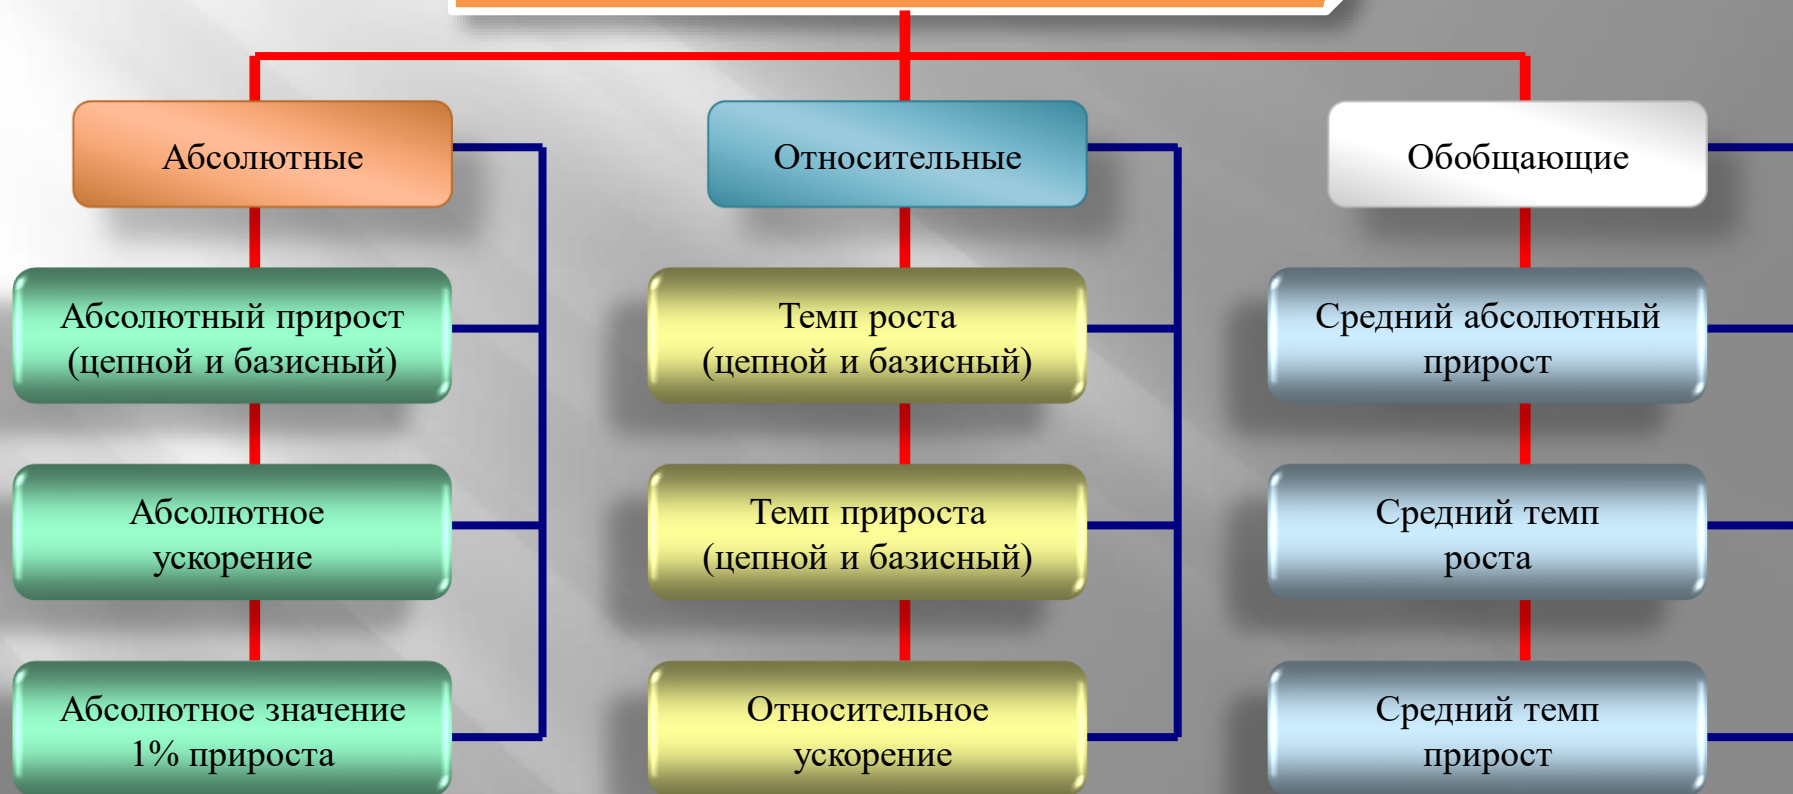 Абсолютные
Относительные
Обобщающие
Абсолютный прирост
(цепной и базисный)
Темп роста
(цепной и базисный)
Средний абсолютный
прирост
Абсолютное
ускорение
Темп прироста
(цепной и базисный)
Средний темп
роста
Абсолютное значение
1% прироста
Относительное
ускорение
Средний темп
прирост